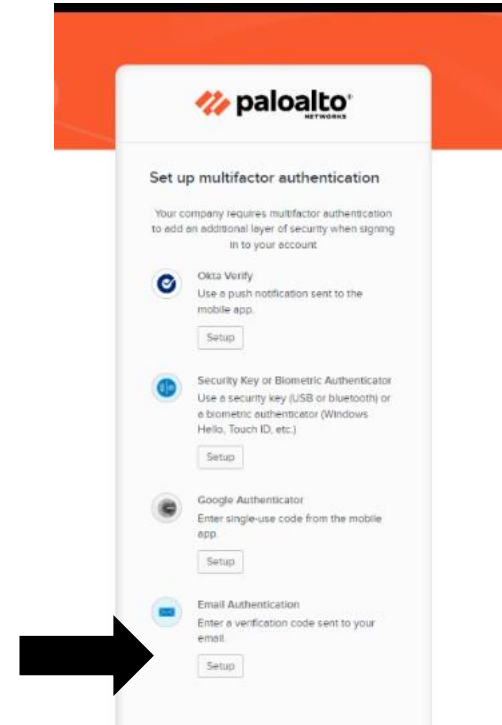 paloalto
NETWORKS
Set up multifactor authentication
Your company requires multifactor authentication
to add an additional layer of security when signing
in to your account
Okta Verify
Use a push notification sent to the
mobile app.
Setup
Security Key or Biometric Authenticator
Use a security key (USB or bluetooth) or
a biometric authenticator (Windows
Hello, Touch ID, etc.)
Setup
Google Authenticator
Enter single-use code from the mobile
app.
Setup
Email Authentication
Enter a verification code sent to your
email.
Setup